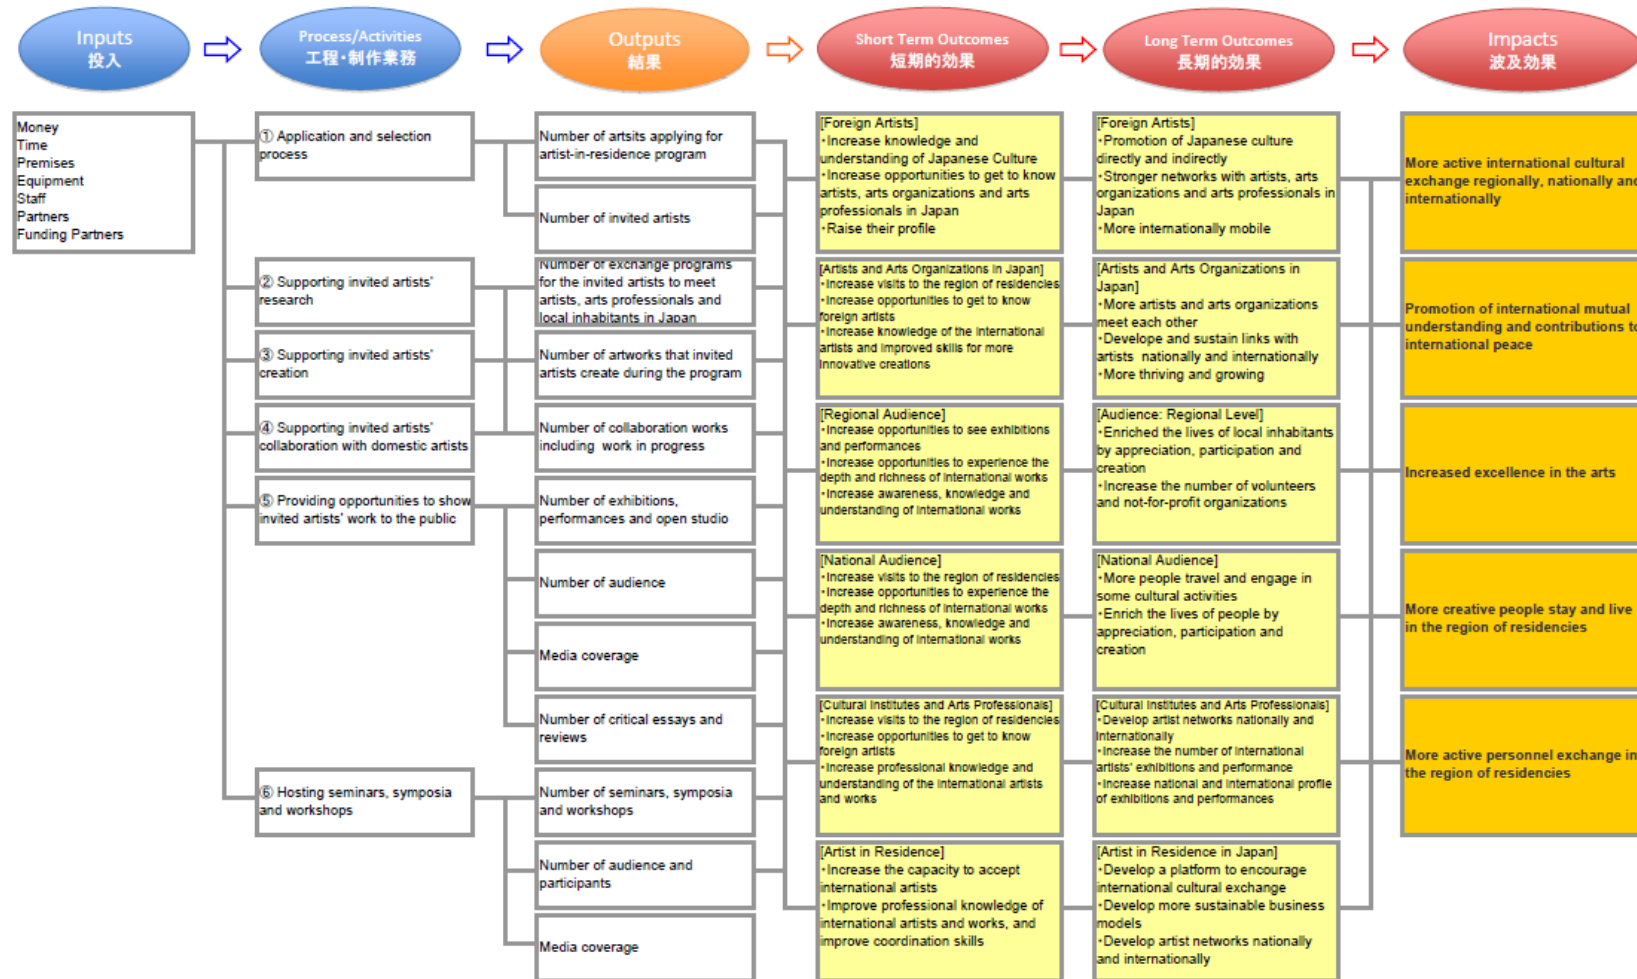 Inputs
投入
Process/Activities
工程・制作業務
Outputs
結果
Short Term Outcomes
短期的効果
Long Term Outcomes
長期的効果
Impacts
波及効果
Money
Time
Premises
Equipment
Staff
Partners
Funding Partners
① Application and selection
process
② Supporting invited artists'
research
③ Supporting invited artists'
creation
④ Supporting invited artists'
collaboration with domestic artists
⑤ Providing opportunities to show
invited artists' work to the public
⑥ Hosting seminars, symposia
and workshops
Number of artsits applying for
artist-in-residence program
Number of invited artists
Number of exchange programs
for the invited artists to meet
artists, arts professionals and
local inhabitants in Japan
Number of artworks that invited
artists create during the program
Number of collaboration works
including work in progress
Number of exhibitions,
performances and open studio
Number of audience
Media coverage
Number of critical essays and
reviews
Number of seminars, symposia
and workshops
Number of audience and
participants
Media coverage
[Foreign Artists]
・Increase knowledge and
understanding of Japanese Culture
・Increase opportunities to get to know
artists, arts organizations and arts
professionals in Japan
・Raise their profile
[Artists and Arts Organizations in Japan]
・Increase visits to the region of residencies
・Increase opportunities to get to know
foreign artists
・Increase knowledge of the international
artists and improved skills for more
innovative creations
[Regional Audience]
・Increase opportunities to see exhibitions
and performances
・Increase opportunities to experience the
depth and richness of international works
・Increase awareness, knowledge and
understanding of international works
[National Audience]
・Increase visits to the region of residencies
・Increase opportunities to experience the
depth and richness of international works
・Increase awareness, knowledge and
understanding of international works
[Cultural Institutes and Arts Professionals]
・Increase visits to the region of residencies
・Increase opportunities to get to know
foreign artists
・Increase professional knowledge and
understanding of the international artists
and works
[Artist in Residence]
・Increase the capacity to accept
international artists
・Improve professional knowledge of
international artists and works, and
improve coordination skills
[Foreign Artists]
・Promotion of Japanese culture
directly and indirectly
・Stronger networks with artists, arts
organizations and arts professionals in
Japan
・More internationally mobile
[Artists and Arts Organizations in
Japan]
・More artists and arts organizations
meet each other
・Develope and sustain links with
artists nationally and internationally
・More thriving and growing
[Audience: Regional Level]
・Enriched the lives of local inhabitants
by appreciation, participation and
creation
・Increase the number of volunteers
and not-for-profit organizations
[National Audience]
・More people travel and engage in
some cultural activities
・Enrich the lives of people by
appreciation, participation and
creation
[Cultural Institutes and Arts Professionals]
・Develop artist networks nationally and
internationally
・Increase the number of international
artists' exhibitions and performance
・Increase national and international profile
of exhibitions and performances
[Artist in Residence in Japan]
・Develop a platform to encourage
international cultural exchange
・Develop more sustainable business
models
・Develop artist networks nationally
and internationally
More active international cultural
exchange regionally, nationally and
internationally
Promotion of international mutual
understanding and contributions to
international peace
Increased excellence in the arts
More creative people stay and live
in the region of residencies
More active personnel exchange in
the region of residencies